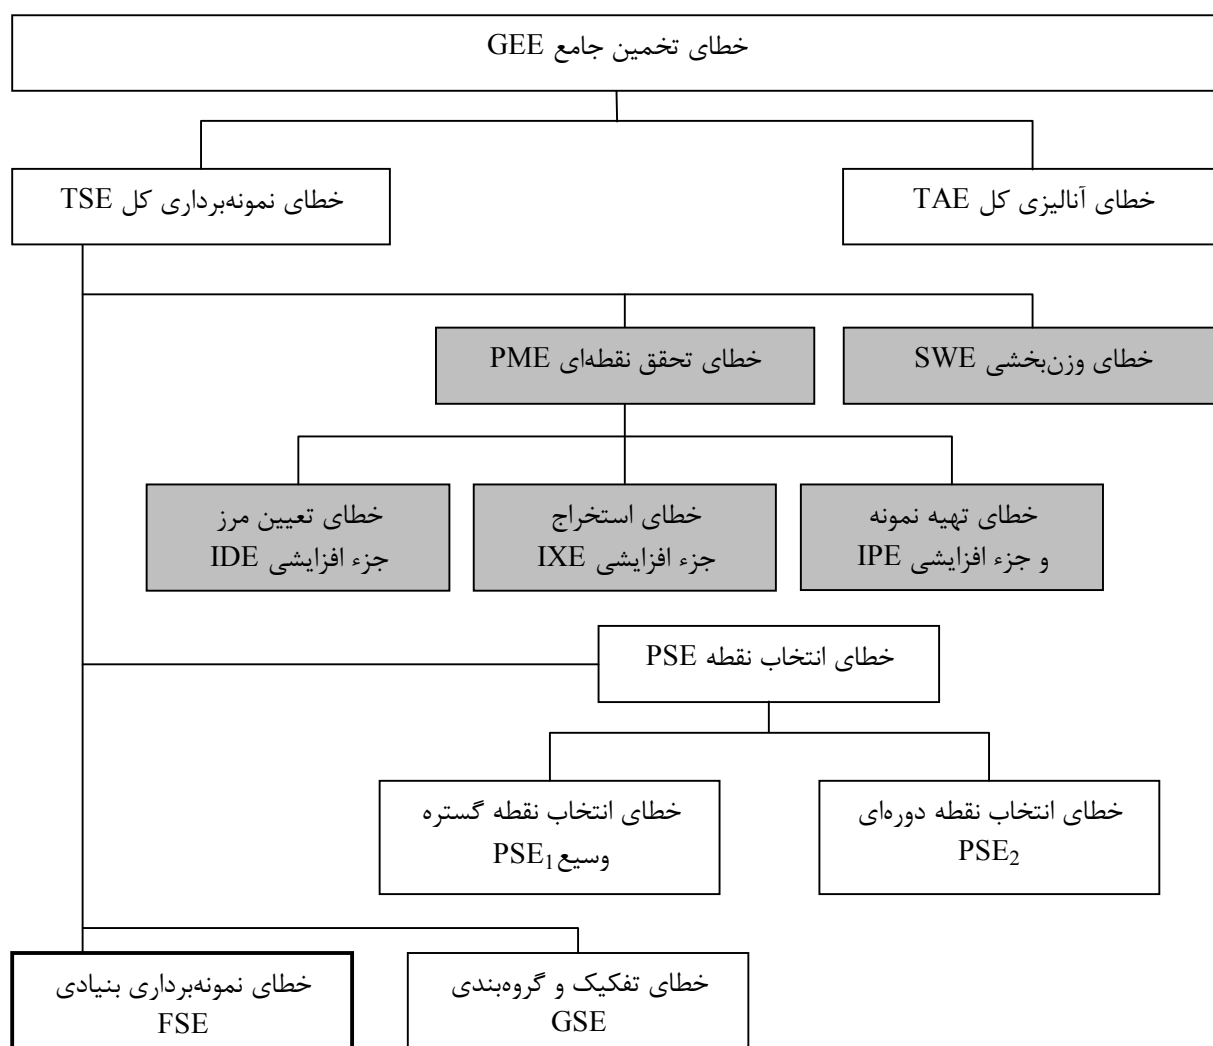 خطای تخمین جامع GEE
خطای آنالیزی کل TAE
خطای نمونه‌برداری کل TSE
خطای وزن‌بخشی SWE
خطای تحقق نقطه‌ای PME
خطای تهیه نمونه
و جزء افزایشی IPE
خطای استخراج
جزء افزایشی IXE
خطای تعیین مرز
جزء افزایشی IDE
خطای انتخاب نقطه PSE
خطای انتخاب نقطه دوره‌ای
PSE₂
خطای انتخاب نقطه گستره
وسیع PSE₁
خطای تفکیک و گروه‌بندی
GSE
خطای نمونه‌برداری بنیادی
FSE